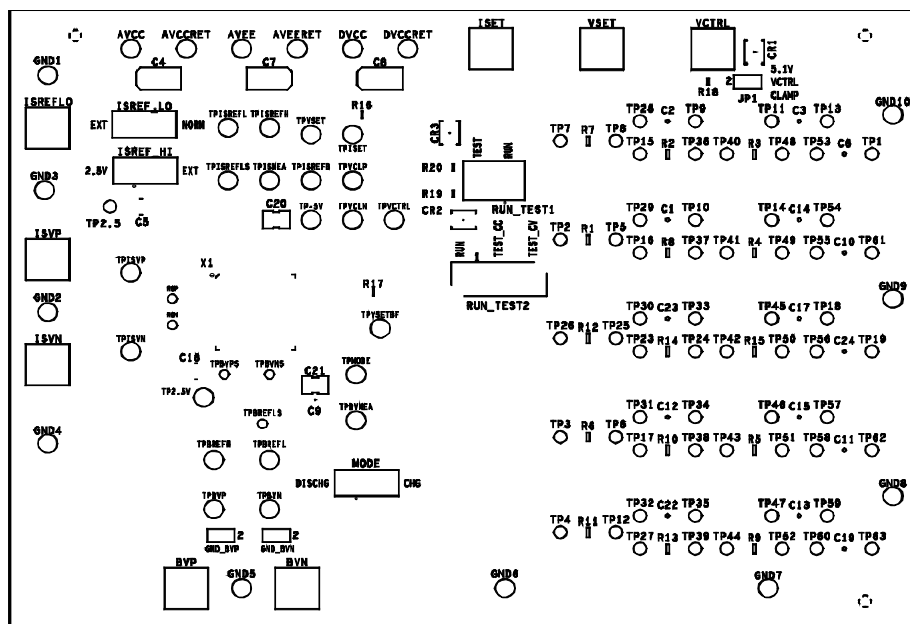 AVCC AVCCRET AVEE AVEERET DVCC DVCCRET
ISET VSET VCTRL
GND1 C4 C7 C8 CR1
5.1V
R18 2 VCTRL
JP1 CLAMP
ISREFLO ISREF_LO
EXT NORM
TPISREFL TPISREFH TPVSET R16 TPISET
CR3 TEST RUN
TP7 R7 TP8
TP28 C2 TP9 TP11 C3 TP13 GND10
TP15 R2 TP36 TP40 R3 TP48 TP53 C6 TP1
ISREF_HI
2.5V EXT
TPISREFLS TPISMEA TPVCLP
R20
R19
RUN_TEST1
GND3
TP2.5 C5 C20 TP-5V TPVCLN TPVCTRL
CR2 RUN TEST_CC TEST_CV
TP2 R1 TP5
TP29 C1 TP10 TP14 C14 TP54
TP16 R8 TP37 TP41 R4 TP49 TP55 C10 TP61
ISVP
TPISVP X1
RUN_TEST2
R17
GND2 GND9
TPVSETBF
TP26 R12 TP25
TP30 C23 TP33 TP45 C17 TP18
TP23 R14 TP24 TP42 R15 TP50 TP56 C24 TP19
ISVN
TPISVN
TPBVPS TPBVNS C21 TPMODE
TP2.5V C9
TPBVMEA
TPBREFLS
TP3 R6 TP6
TP31 C12 TP34 TP46 C15 TP57
TP17 R10 TP38 TP43 R5 TP51 TP58 C11 TP62
GND4
TPBREFH TPBREFL
MODE
DISCHG CHG
GND8
TPBVP TPBVN
TP4 R11 TP12
TP32 C22 TP35 TP47 C13 TP59
TP27 R13 TP39 TP44 R9 TP52 TP60 TP63
2 2
GND_BVP GND_BVN
BVP GND5 BVN GND6 GND7